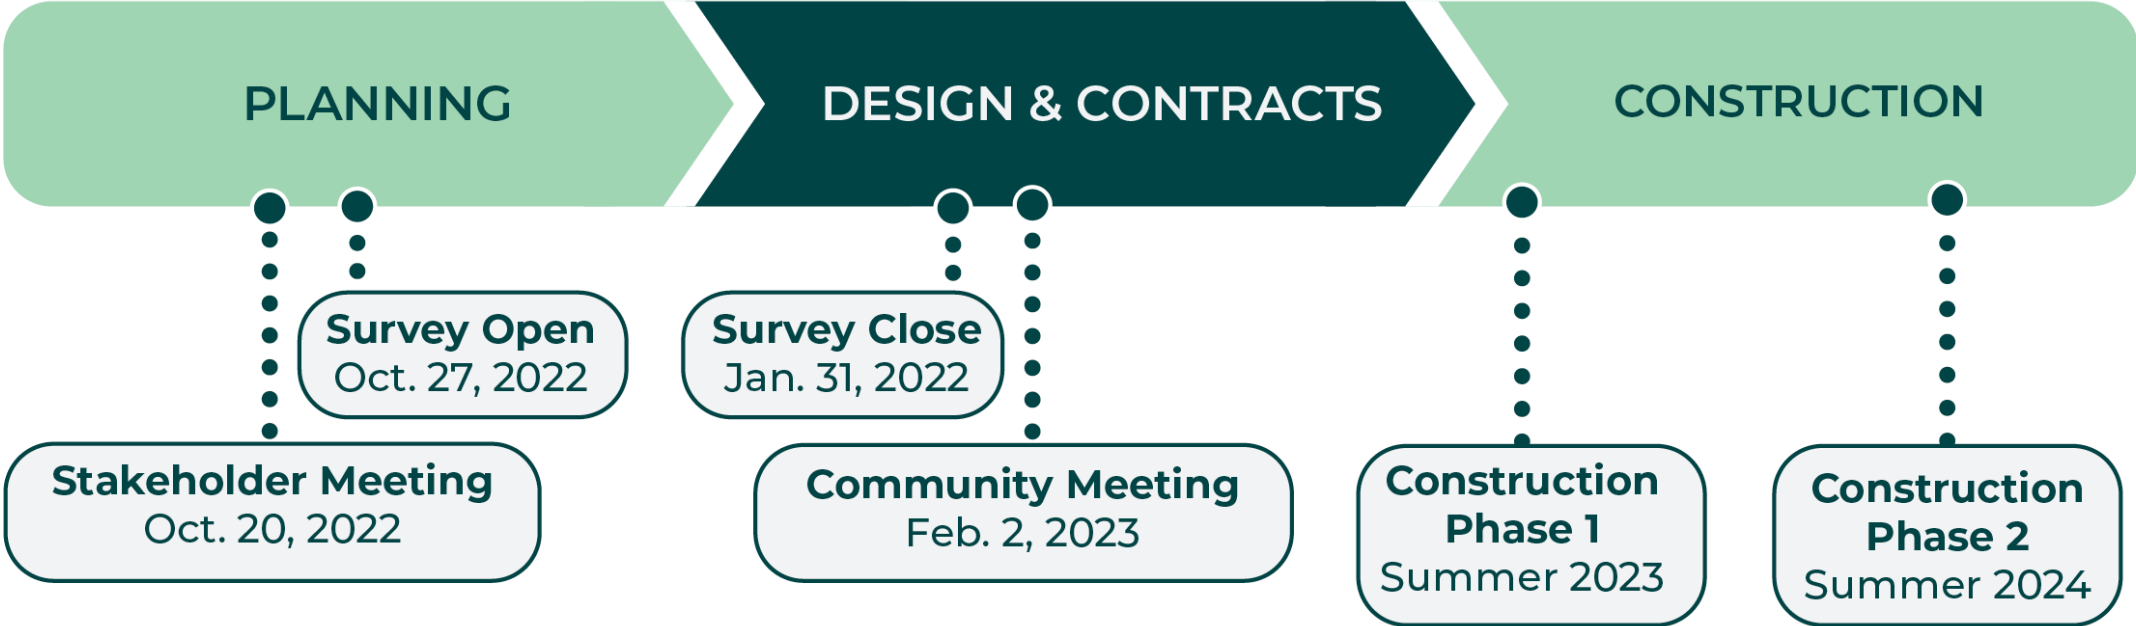 PLANNING
DESIGN & CONTRACTS
CONSTRUCTION
Survey Open
Oct. 27, 2022
Survey Close
Jan. 31, 2022
Stakeholder Meeting
Oct. 20, 2022
Community Meeting
Feb. 2, 2023
Construction
Phase 1
Summer 2023
Construction
Phase 2
Summer 2024